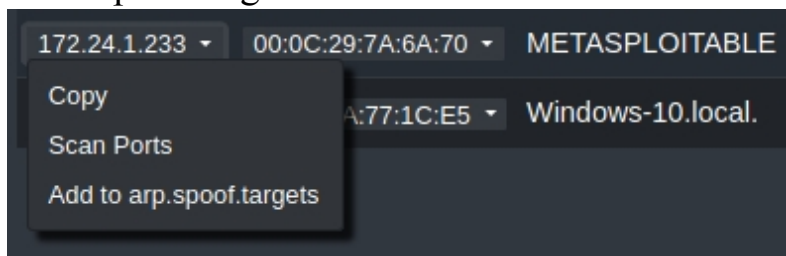 172.24.1.233 00:0C:29:7A:6A:70 METASPLOITABLE
Copy
A:77:1C:E5 Windows-10.local.
Scan Ports
Add to arp.spoof.targets